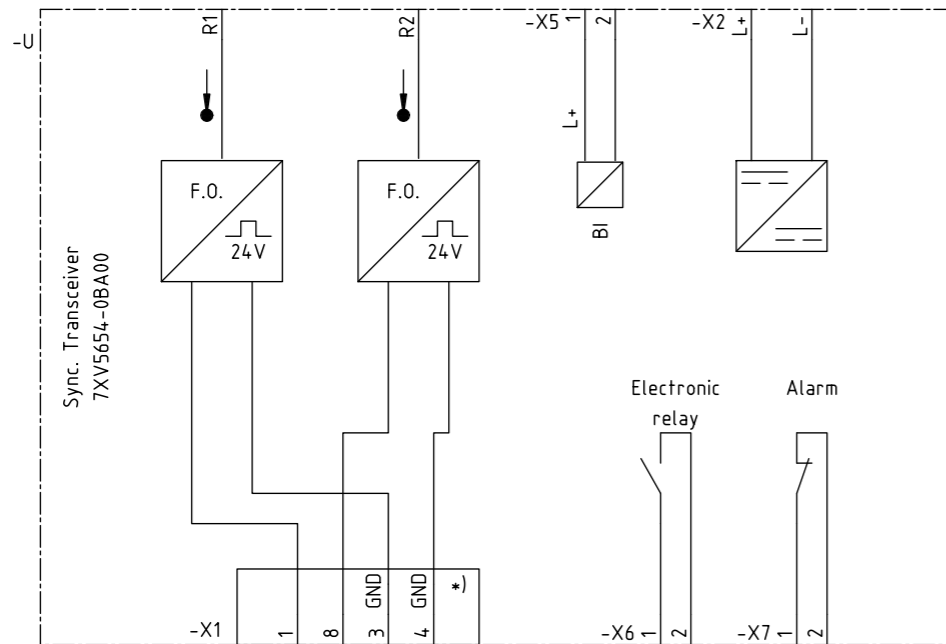 -U
R1
R2
-X5
1
2
-X2
L+
L-
L+
F.O.
24V
F.O.
24V
BI
Sync. Transceiver
7XV5654-0BA00
Electronic
relay
Alarm
-X1
1
8
3
GND
4
GND
*)
-X6
1
2
-X7
1
2